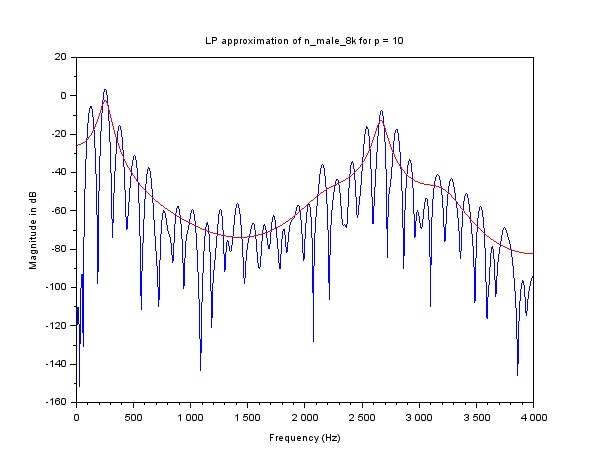 LP approximation of n_male_8k for p = 10
20
0
-20
-40
-60
-80
-100
-120
-140
-160
Magnitude in dB
0 500 1 000 1 500 2 000 2 500 3 000 3 500 4 000
Frequency (Hz)